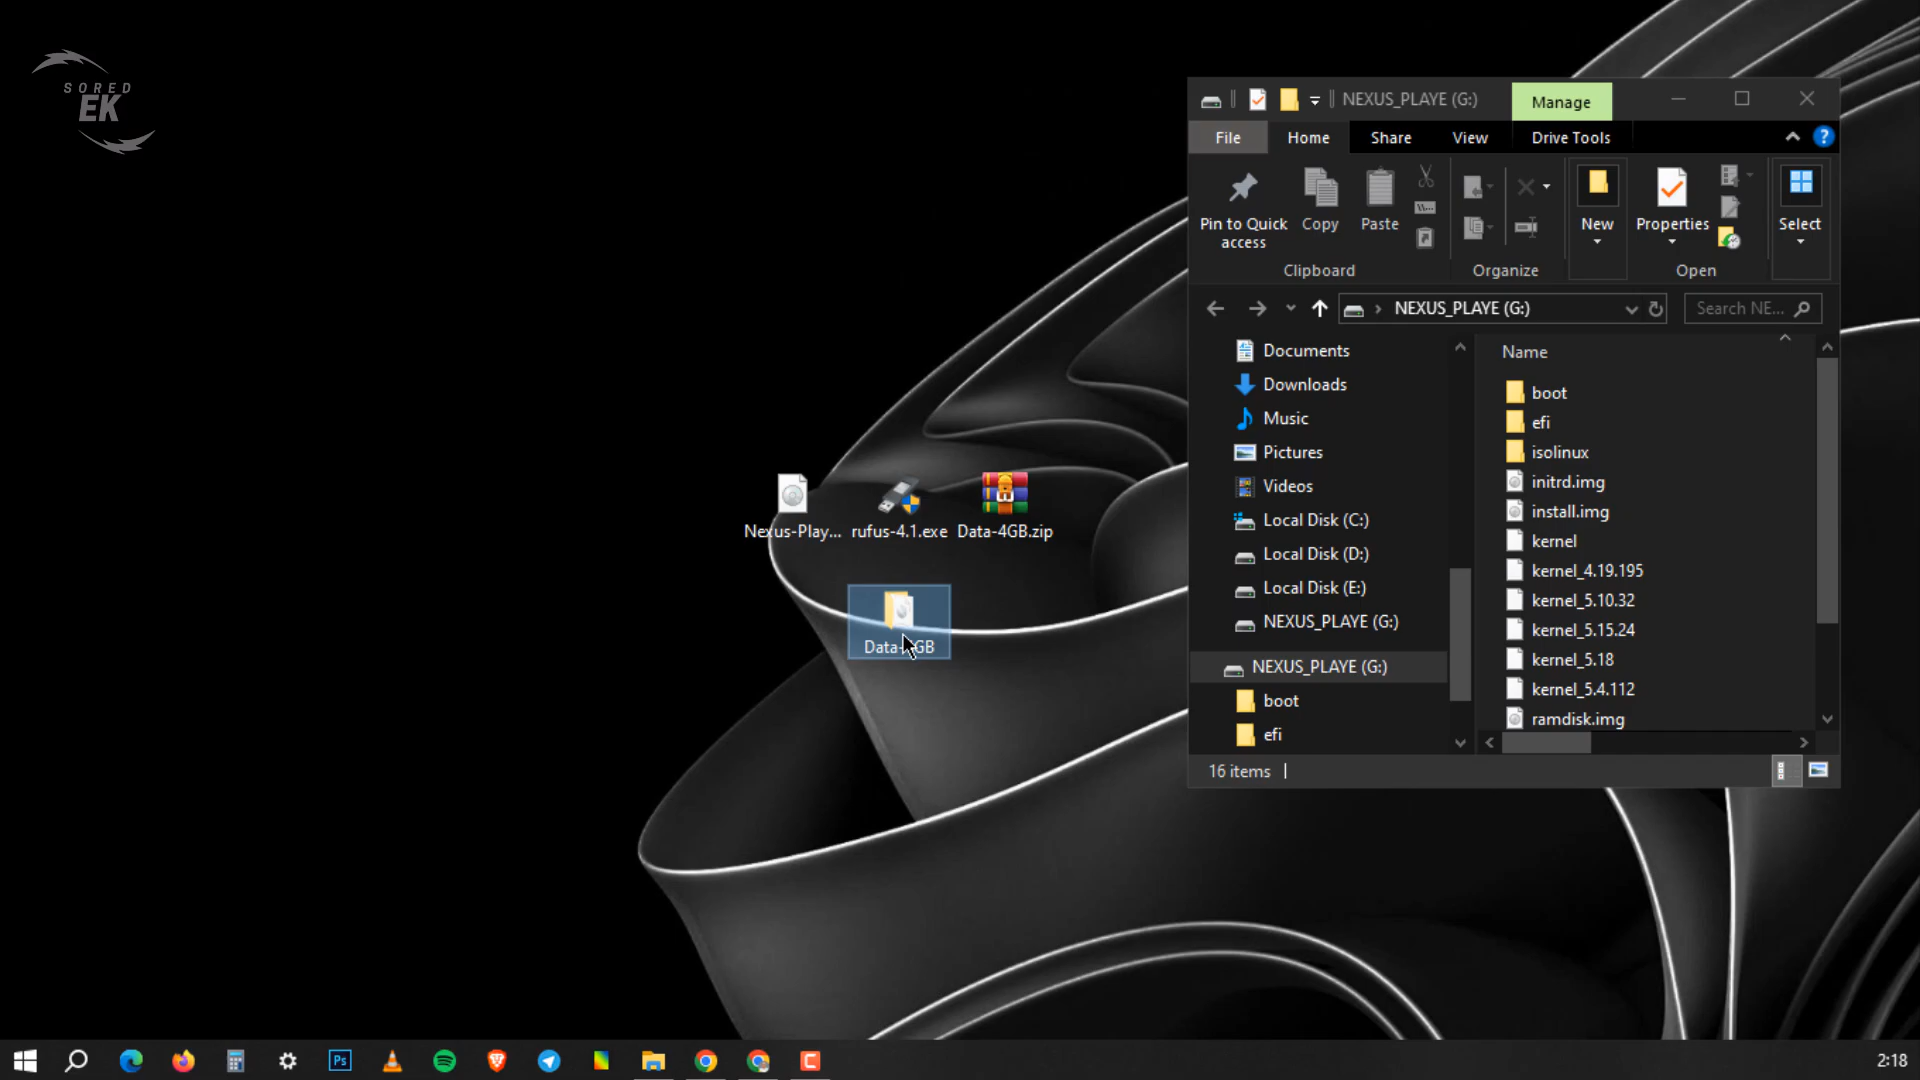 SORED
EK
NEXUS_PLAYE (G:)
Manage
File
Home
Share
View
Drive Tools
Pin to Quick
access
Copy
Paste
New
Properties
Select
Clipboard
Organize
Open
NEXUS_PLAYE (G:)
Search NE...
Documents
Downloads
Music
Pictures
Videos
Local Disk (C:)
Local Disk (D:)
Local Disk (E:)
NEXUS_PLAYE (G:)
NEXUS_PLAYE (G:)
boot
efi
Name
boot
efi
isolinux
initrd.img
install.img
kernel
kernel_4.19.195
kernel_5.10.32
kernel_5.15.24
kernel_5.18
kernel_5.4.112
ramdisk.img
16 items
Nexus-Play...
rufus-4.1.exe
Data-4GB.zip
Ps
2:18